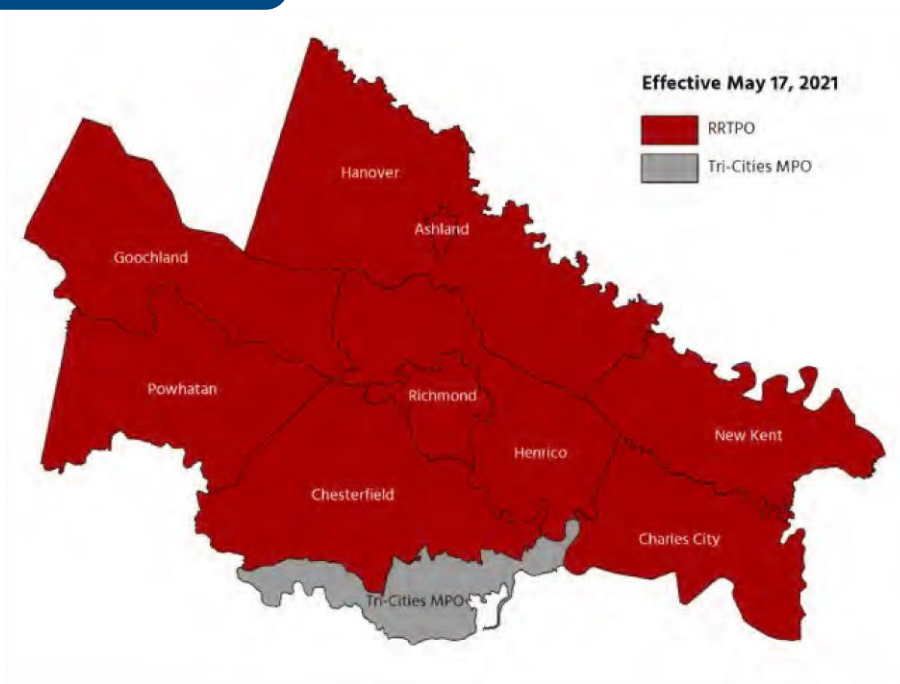 Effective May 17, 2021
RRTPO
Tri-Cities MPO
Hanover
Ashland
Goochland
Powhatan
Richmond
New Kent
Henrico
Chesterfield
Charles City
Tri-Cities MPO